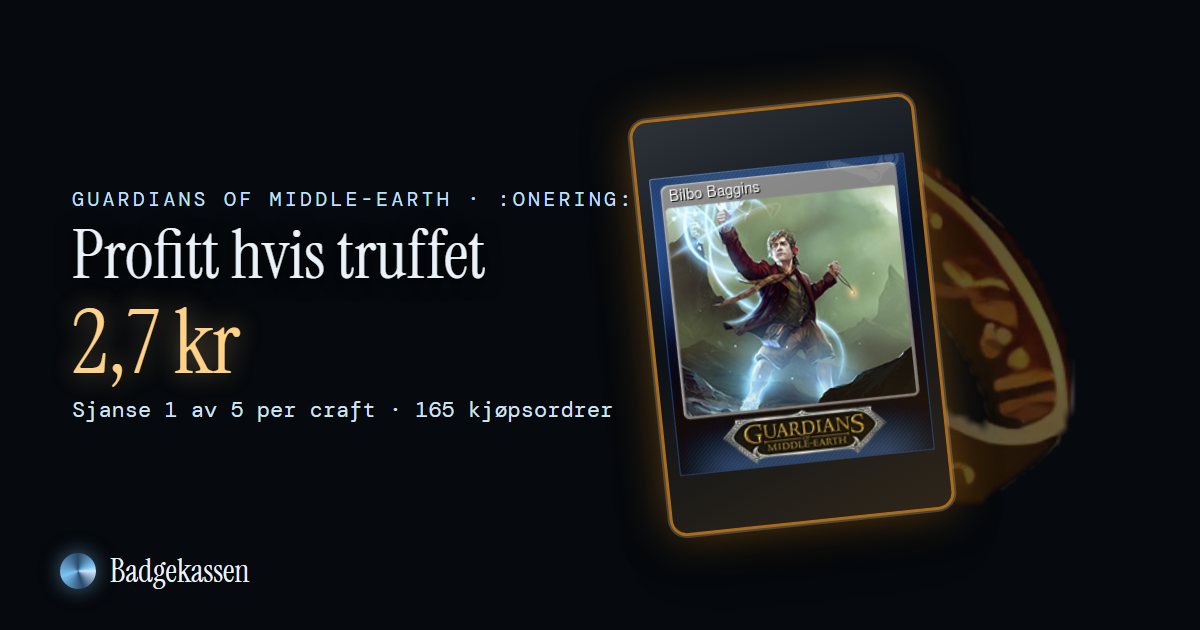 GUARDIANS OF MIDDLE-EARTH · :ONERING:
Profitt hvis truffet
2,7 kr
Sjanse 1 av 5 per craft · 165 kjøpsordrer
Bilbo Baggins
GUARDIANS
MIDDLE-EARTH
Badgekassen